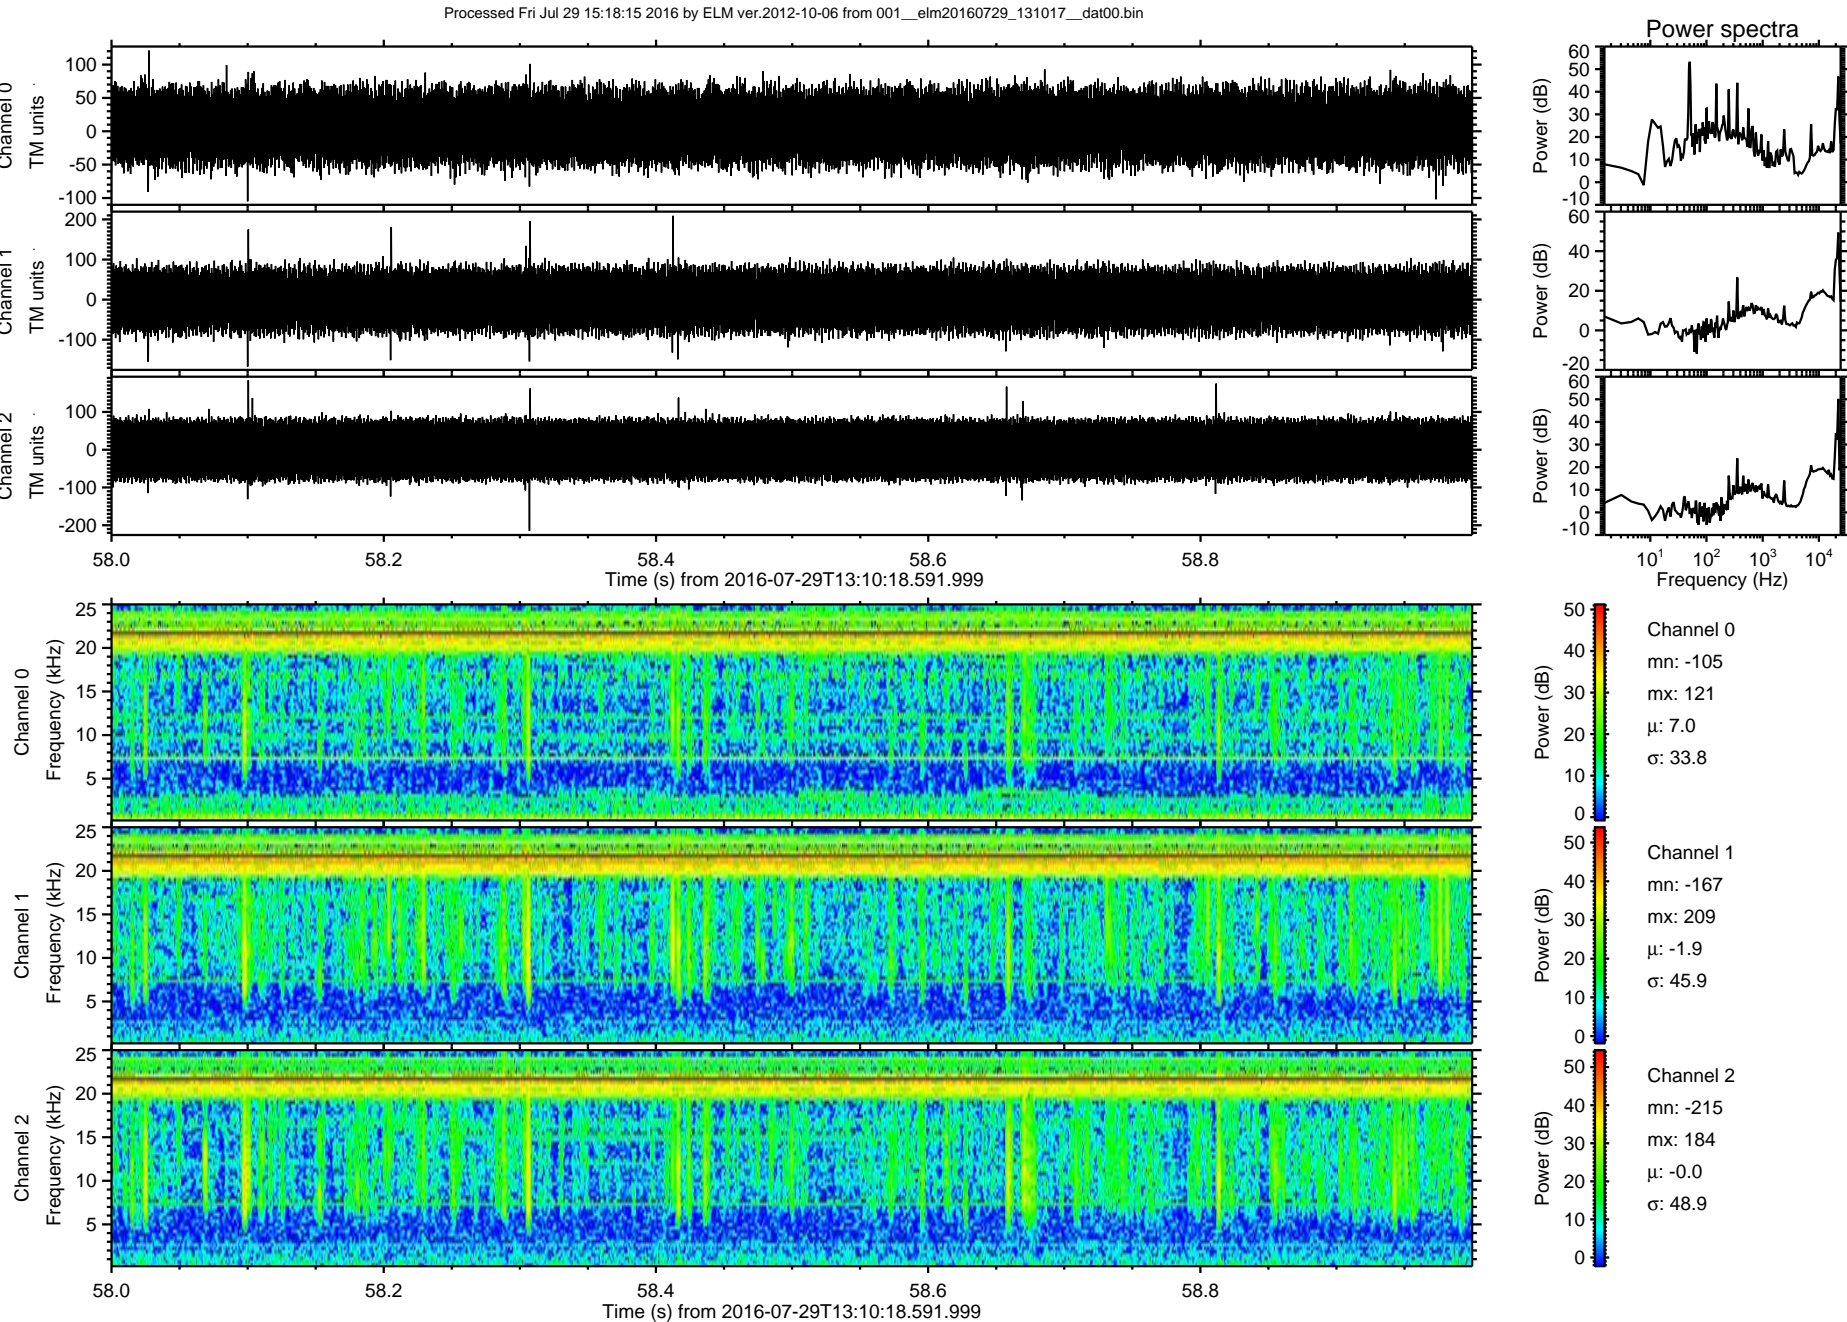 Processed Fri Jul 29 15:18:15 2016 by ELM ver.2012-10-06 from 001__elm20160729_131017__dat00.bin
Power spectra
Channel 0
TM units
100
50
0
-50
-100
Power (dB)
60
50
40
30
20
10
0
-10
Channel 1
TM units
200
100
0
-100
Power (dB)
60
40
20
0
-20
Channel 2
TM units
100
0
-100
-200
Power (dB)
60
50
40
30
20
10
0
-10
58.0 58.2 58.4 58.6 58.8
Time (s) from 2016-07-29T13:10:18.591.999
10¹ 10² 10³ 10⁴
Frequency (Hz)
Channel 0
Frequency (kHz)
25
20
15
10
5
Power (dB)
50
40
30
20
10
0
Channel 0
mn: -105
mx: 121
μ: 7.0
σ: 33.8
Channel 1
Frequency (kHz)
25
20
15
10
5
Power (dB)
50
40
30
20
10
0
Channel 1
mn: -167
mx: 209
μ: -1.9
σ: 45.9
Channel 2
Frequency (kHz)
25
20
15
10
5
Power (dB)
50
40
30
20
10
0
Channel 2
mn: -215
mx: 184
μ: -0.0
σ: 48.9
58.0 58.2 58.4 58.6 58.8
Time (s) from 2016-07-29T13:10:18.591.999